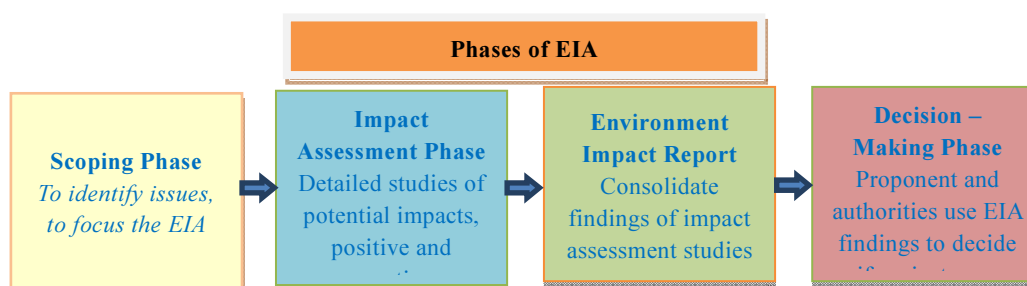 Phases of EIA
Scoping Phase
To identify issues,
to focus the EIA
Impact
Assessment Phase
Detailed studies of
potential impacts,
positive and
Environment
Impact Report
Consolidate
findings of impact
assessment studies
Decision –
Making Phase
Proponent and
authorities use EIA
findings to decide